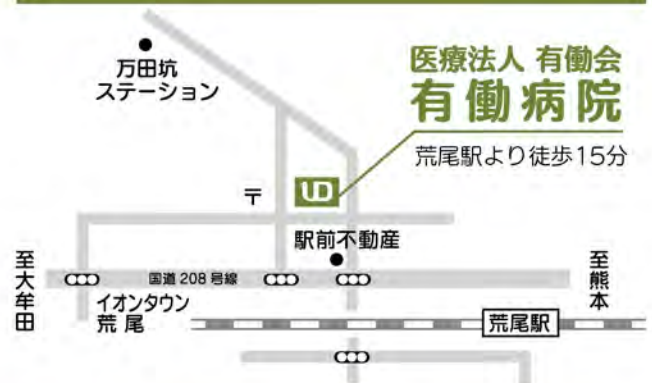 万田坑
ステーション
医療法人 有働会
有働病院
荒尾駅より徒歩15分
〒
UD
駅前不動産
至大牟田
国道208号線
至熊本
イオンタウン
荒尾
荒尾駅